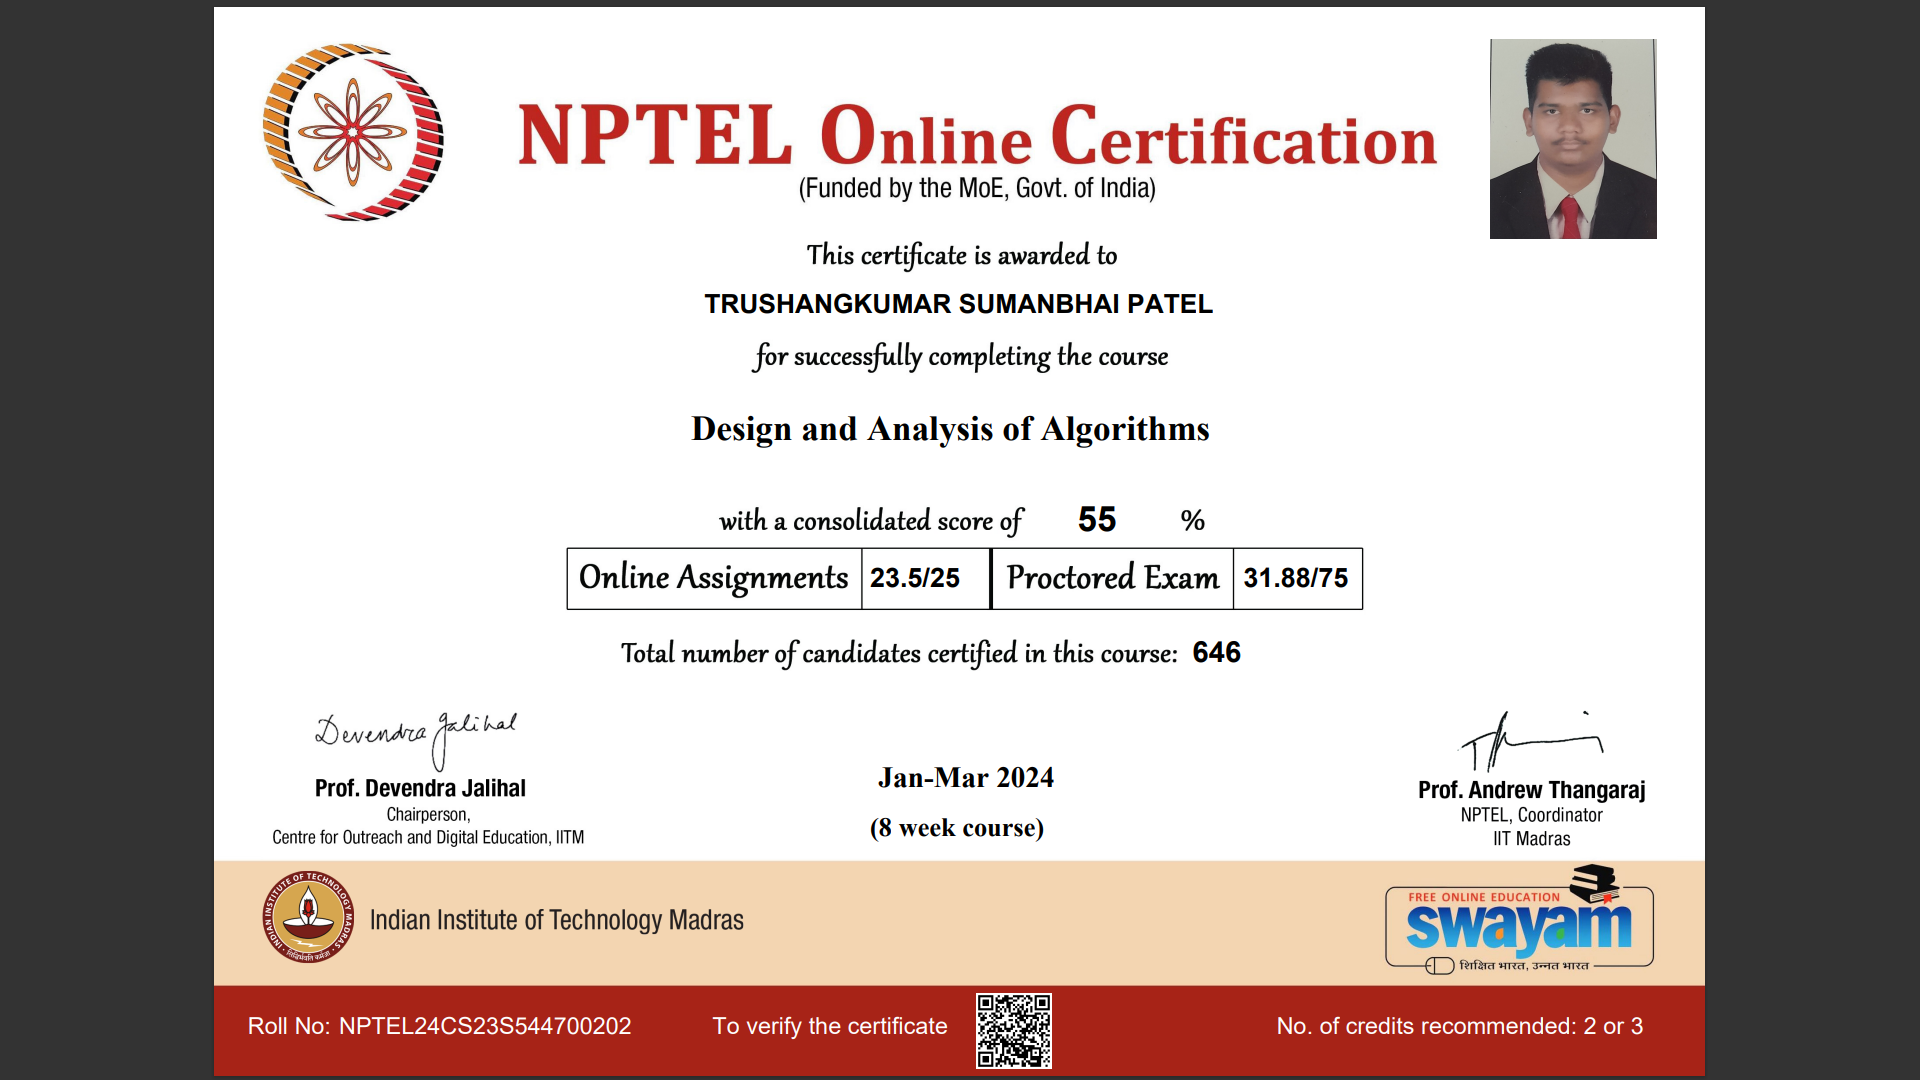 NPTEL Online Certification
(Funded by the MoE, Govt. of India)
This certificate is awarded to
TRUSHANGKUMAR SUMANBHAI PATEL
for successfully completing the course
Design and Analysis of Algorithms
with a consolidated score of 55 %
Online Assignments 23.5/25 Proctored Exam 31.88/75
Total number of candidates certified in this course: 646
Devendra Jalihal
Prof. Devendra Jalihal
Chairperson,
Centre for Outreach and Digital Education, IITM
Jan-Mar 2024
(8 week course)
Prof. Andrew Thangaraj
NPTEL, Coordinator
IIT Madras
INDIAN INSTITUTE OF TECHNOLOGY MADRAS
सिद्धिर्भवति कर्मजा
Indian Institute of Technology Madras
FREE ONLINE EDUCATION
swayam
शिक्षित भारत, उन्नत भारत
Roll No: NPTEL24CS23S544700202
To verify the certificate
No. of credits recommended: 2 or 3